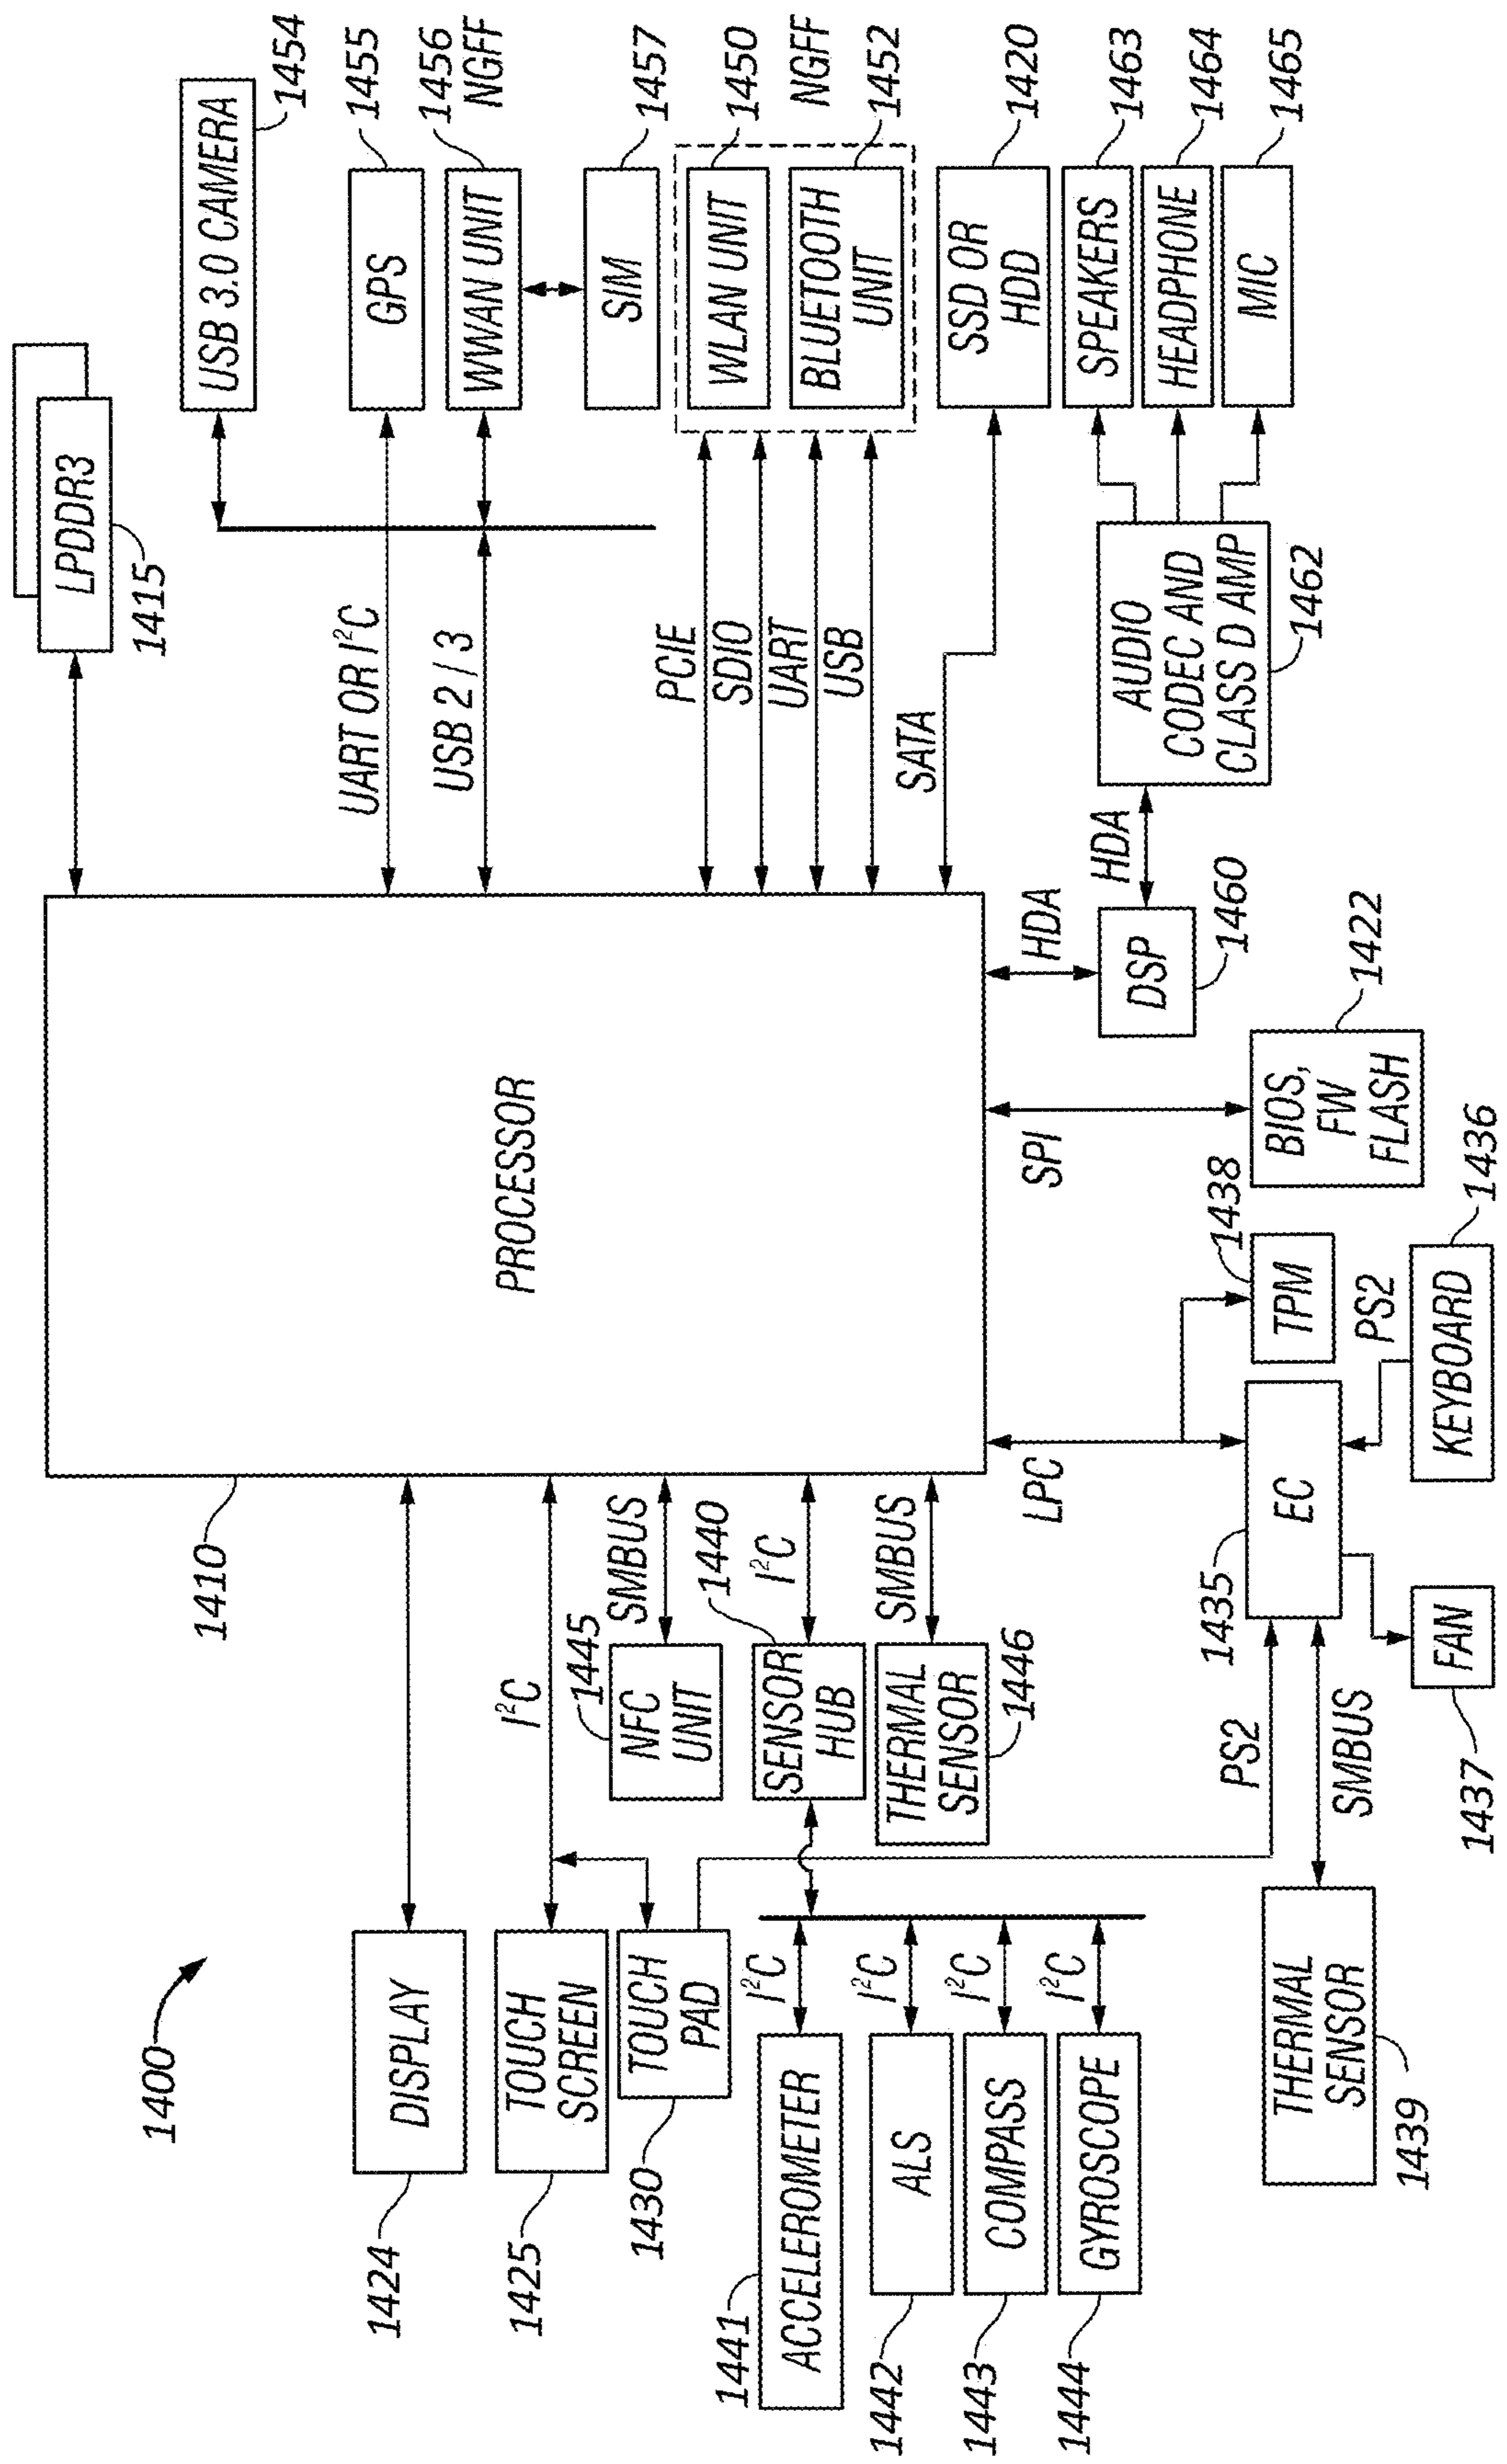 1400
1410
PROCESSOR
LPDDR3
1415
USB 3.0 CAMERA
1454
GPS
1455
UART OR I²C
WWAN UNIT
1456
NGFF
USB 2 / 3
SIM
1457
WLAN UNIT
1450
NGFF
BLUETOOTH
UNIT
1452
PCIE
SDIO
UART
USB
SSD OR
HDD
1420
SATA
SPEAKERS
1463
HEADPHONE
1464
MIC
1465
AUDIO
CODEC AND
CLASS D AMP
1462
HDA
DSP
1460
HDA
BIOS,
FW
FLASH
1422
SPI
TPM
1438
LPC
EC
1435
KEYBOARD
1436
PS2
FAN
1437
THERMAL
SENSOR
1439
SMBUS
PS2
DISPLAY
1424
TOUCH
SCREEN
1425
I²C
TOUCH
PAD
1430
NFC
UNIT
1445
SMBUS
SENSOR
HUB
1440
I²C
THERMAL
SENSOR
1446
SMBUS
ACCELEROMETER
1441
I²C
ALS
1442
I²C
COMPASS
1443
I²C
GYROSCOPE
1444
I²C